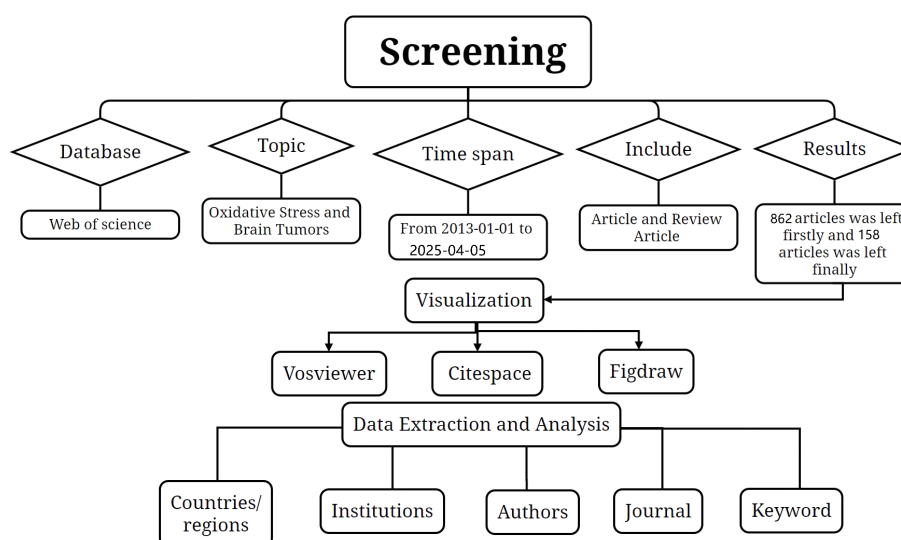 Screening
Database
Topic
Time span
Include
Results
Web of science
Oxidative Stress and
Brain Tumors
From 2013-01-01 to
2025-04-05
Article and Review
Article
862 articles was left
firstly and 158
articles was left
finally
Visualization
Vosviewer
Citespace
Figdraw
Data Extraction and Analysis
Countries/
regions
Institutions
Authors
Journal
Keyword